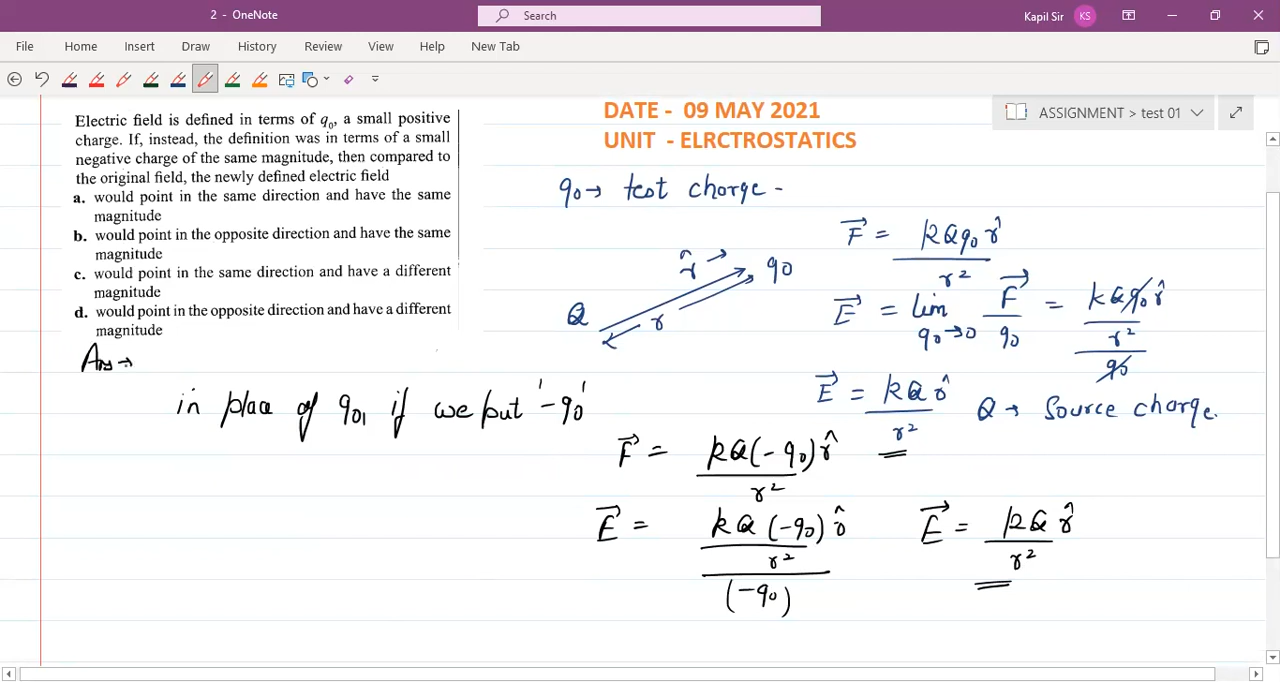 2 - OneNote
Search
Kapil Sir
KS
File Home Insert Draw History Review View Help New Tab
ASSIGNMENT > test 01
DATE - 09 MAY 2021
UNIT - ELRCTROSTATICS
Electric field is defined in terms of q₀, a small positive
charge. If, instead, the definition was in terms of a small
negative charge of the same magnitude, then compared to
the original field, the newly defined electric field
a. would point in the same direction and have the same
magnitude
b. would point in the opposite direction and have the same
magnitude
c. would point in the same direction and have a different
magnitude
d. would point in the opposite direction and have a different
magnitude
q₀ → test charge -
Q r r̂ → q₀
F⃗ = kQq₀ r̂ / r²
E⃗ = lim q₀→0 F⃗ / q₀ = kQq₀ r̂ / r² / q₀
E⃗ = kQ r̂ / r²
Q → Source charge.
Ans →
in place of q₀, if we put '-q₀'
F⃗ = kQ(-q₀) r̂ / r²
E⃗ = kQ(-q₀) r̂ / r² / (-q₀)
E⃗ = kQ r̂ / r²